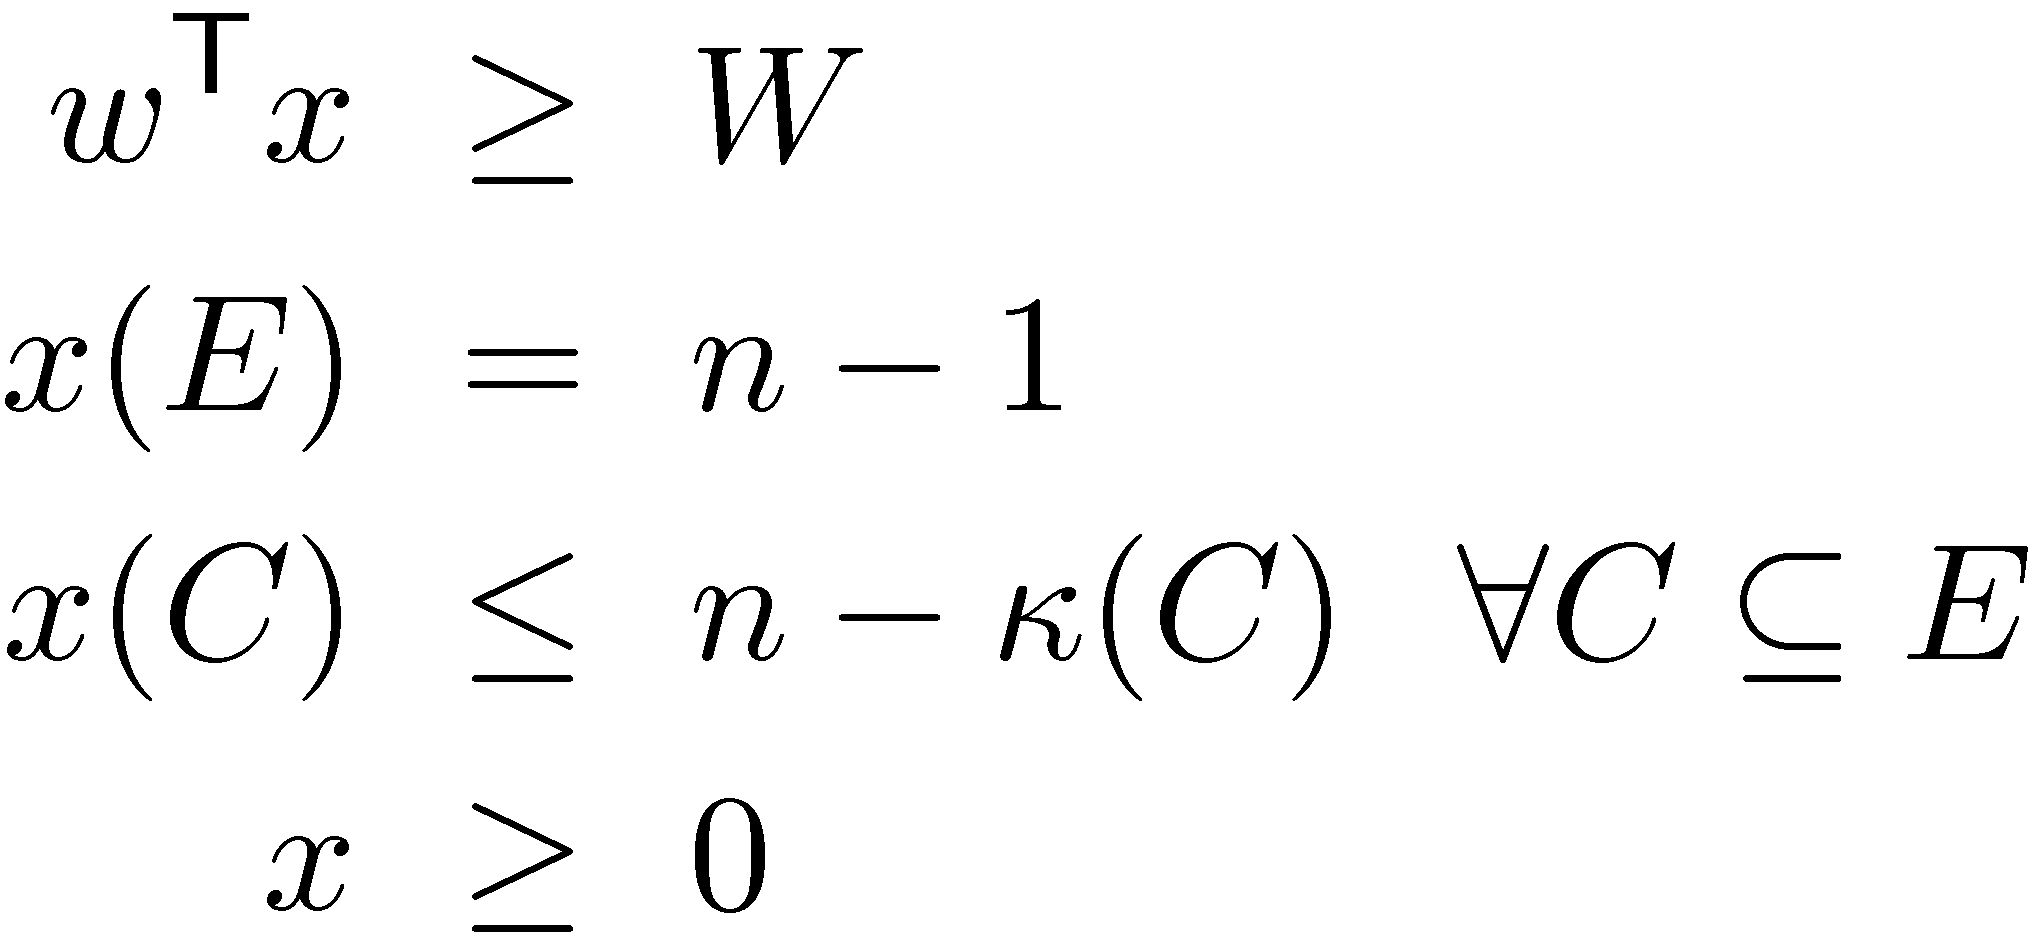 w⊤x ≥ W
x(E) = n − 1
x(C) ≤ n − κ(C) ∀C ⊆ E
x ≥ 0